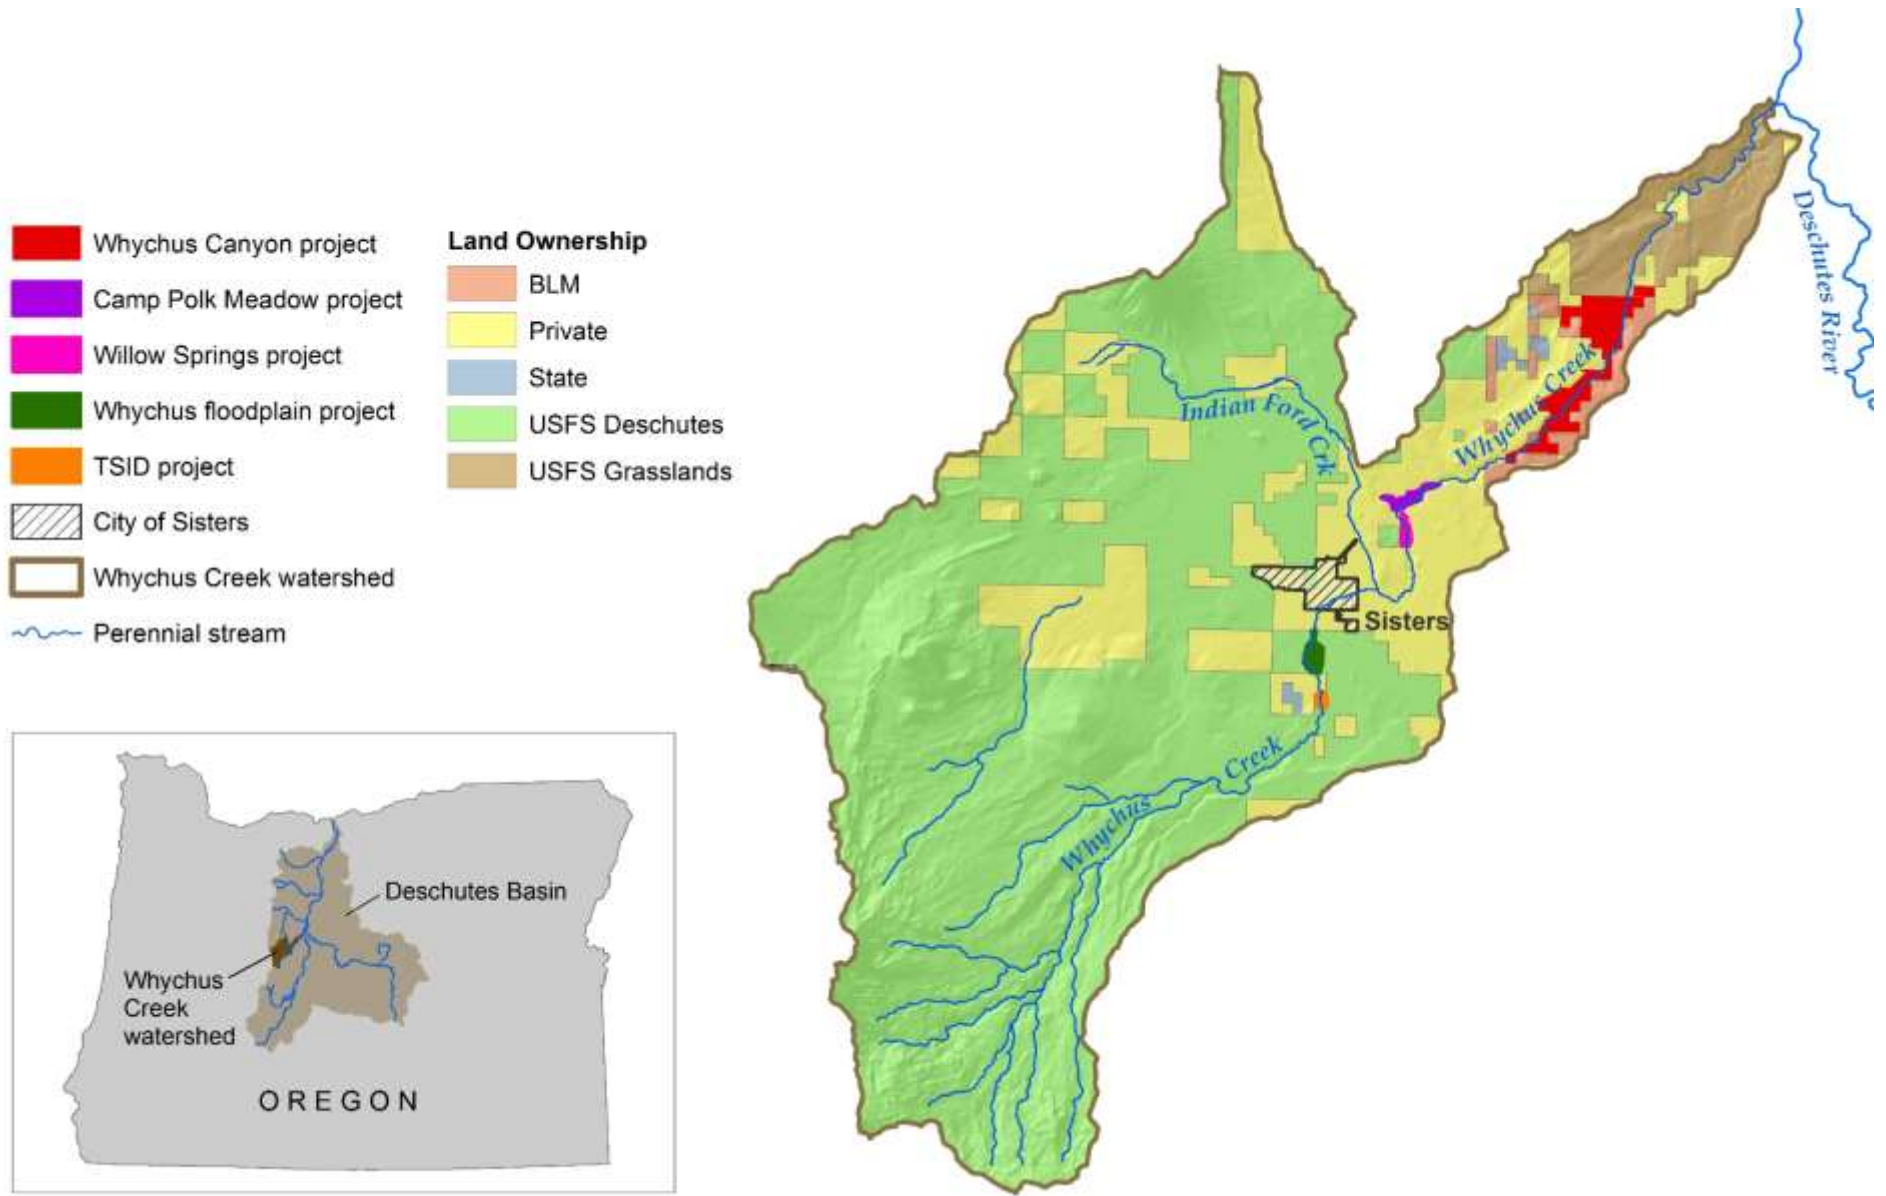 Whychus Canyon project
Camp Polk Meadow project
Willow Springs project
Whychus floodplain project
TSID project
City of Sisters
Whychus Creek watershed
Perennial stream
Land Ownership
BLM
Private
State
USFS Deschutes
USFS Grasslands
Deschutes River
Whychus Creek
Indian Ford Crk
Sisters
Whychus Creek
Deschutes Basin
Whychus
Creek
watershed
OREGON